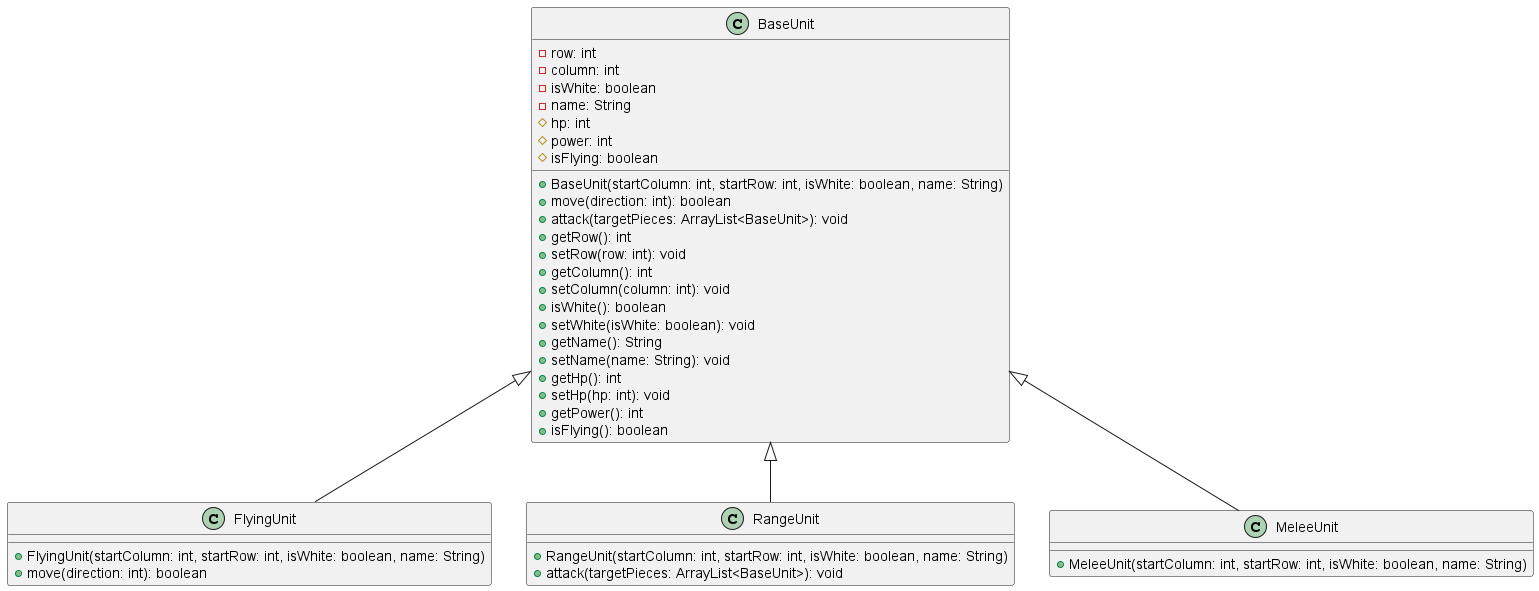 C BaseUnit
row: int
column: int
isWhite: boolean
name: String
hp: int
power: int
isFlying: boolean
BaseUnit(startColumn: int, startRow: int, isWhite: boolean, name: String)
move(direction: int): boolean
attack(targetPieces: ArrayList<BaseUnit>): void
getRow(): int
setRow(row: int): void
getColumn(): int
setColumn(column: int): void
isWhite(): boolean
setWhite(isWhite: boolean): void
getName(): String
setName(name: String): void
getHp(): int
setHp(hp: int): void
getPower(): int
isFlying(): boolean
C FlyingUnit
FlyingUnit(startColumn: int, startRow: int, isWhite: boolean, name: String)
move(direction: int): boolean
C RangeUnit
RangeUnit(startColumn: int, startRow: int, isWhite: boolean, name: String)
attack(targetPieces: ArrayList<BaseUnit>): void
C MeleeUnit
MeleeUnit(startColumn: int, startRow: int, isWhite: boolean, name: String)